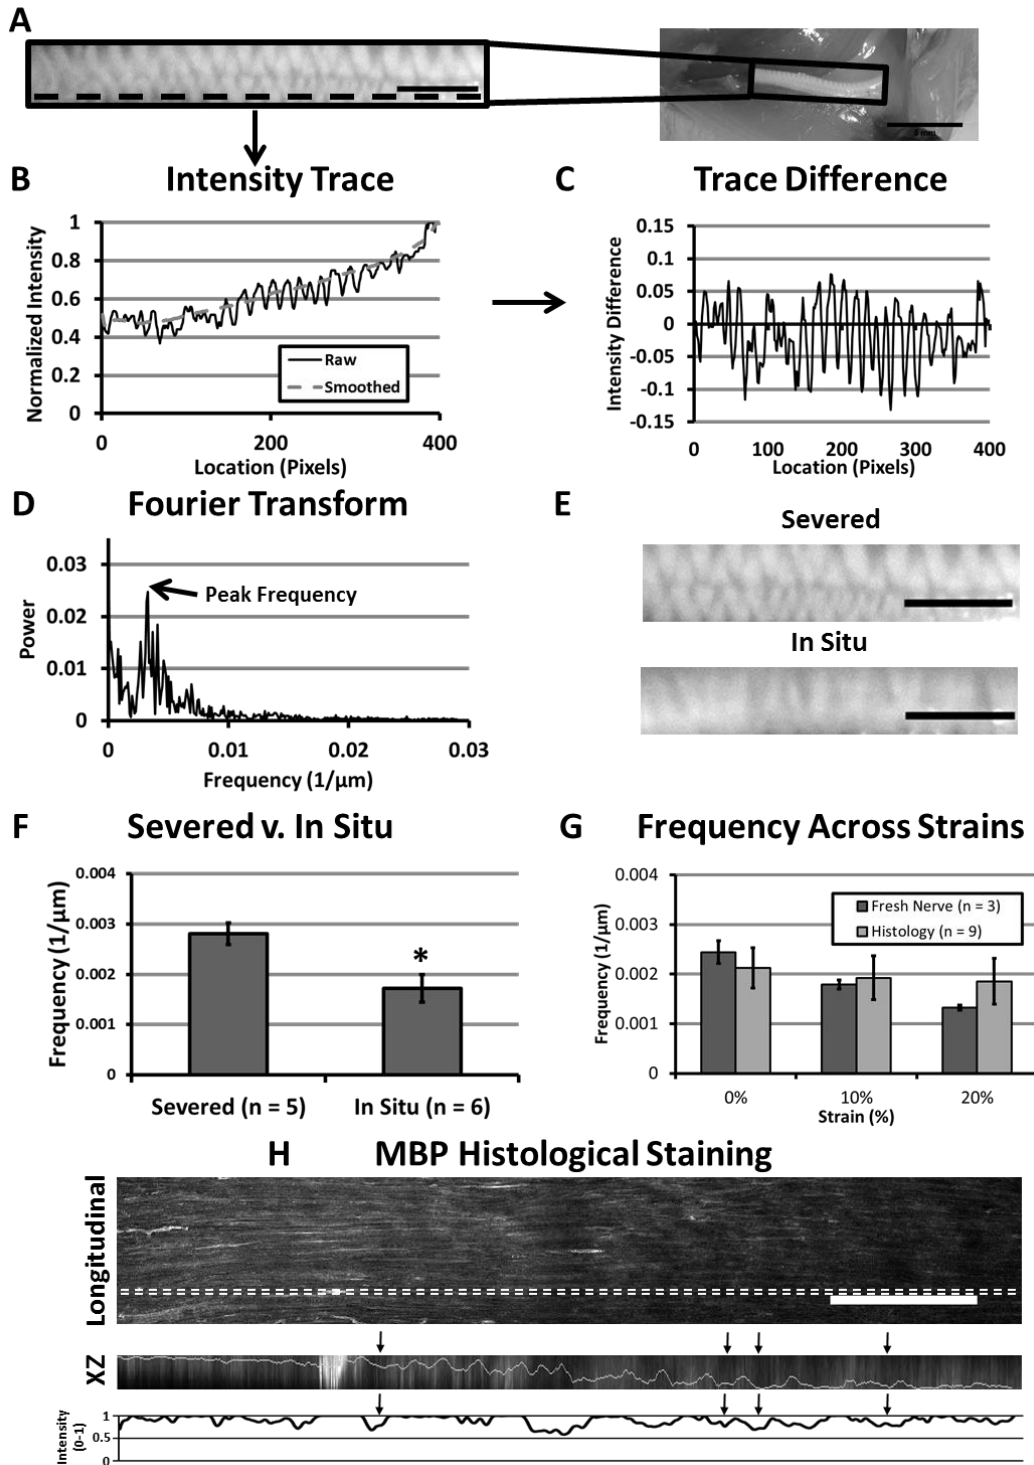 A
5 mm
B Intensity Trace
C Trace Difference
Normalized Intensity
1
0.8
0.6
0.4
0.2
0
Raw
Smoothed
0 200 400
Location (Pixels)
Intensity Difference
0.15
0.1
0.05
0
-0.05
-0.1
-0.15
0 100 200 300 400
Location (Pixels)
D Fourier Transform
Power
0.03
0.02
0.01
0
Peak Frequency
0 0.01 0.02 0.03
Frequency (1/µm)
E
Severed
In Situ
F Severed v. In Situ
Frequency (1/µm)
0.004
0.003
0.002
0.001
0
*
Severed (n = 5) In Situ (n = 6)
G Frequency Across Strains
Frequency (1/µm)
0.004
0.003
0.002
0.001
0
Fresh Nerve (n = 3)
Histology (n = 9)
0% 10% 20%
Strain (%)
H MBP Histological Staining
Longitudinal
XZ
Intensity
(0-1)
1
0.5
0